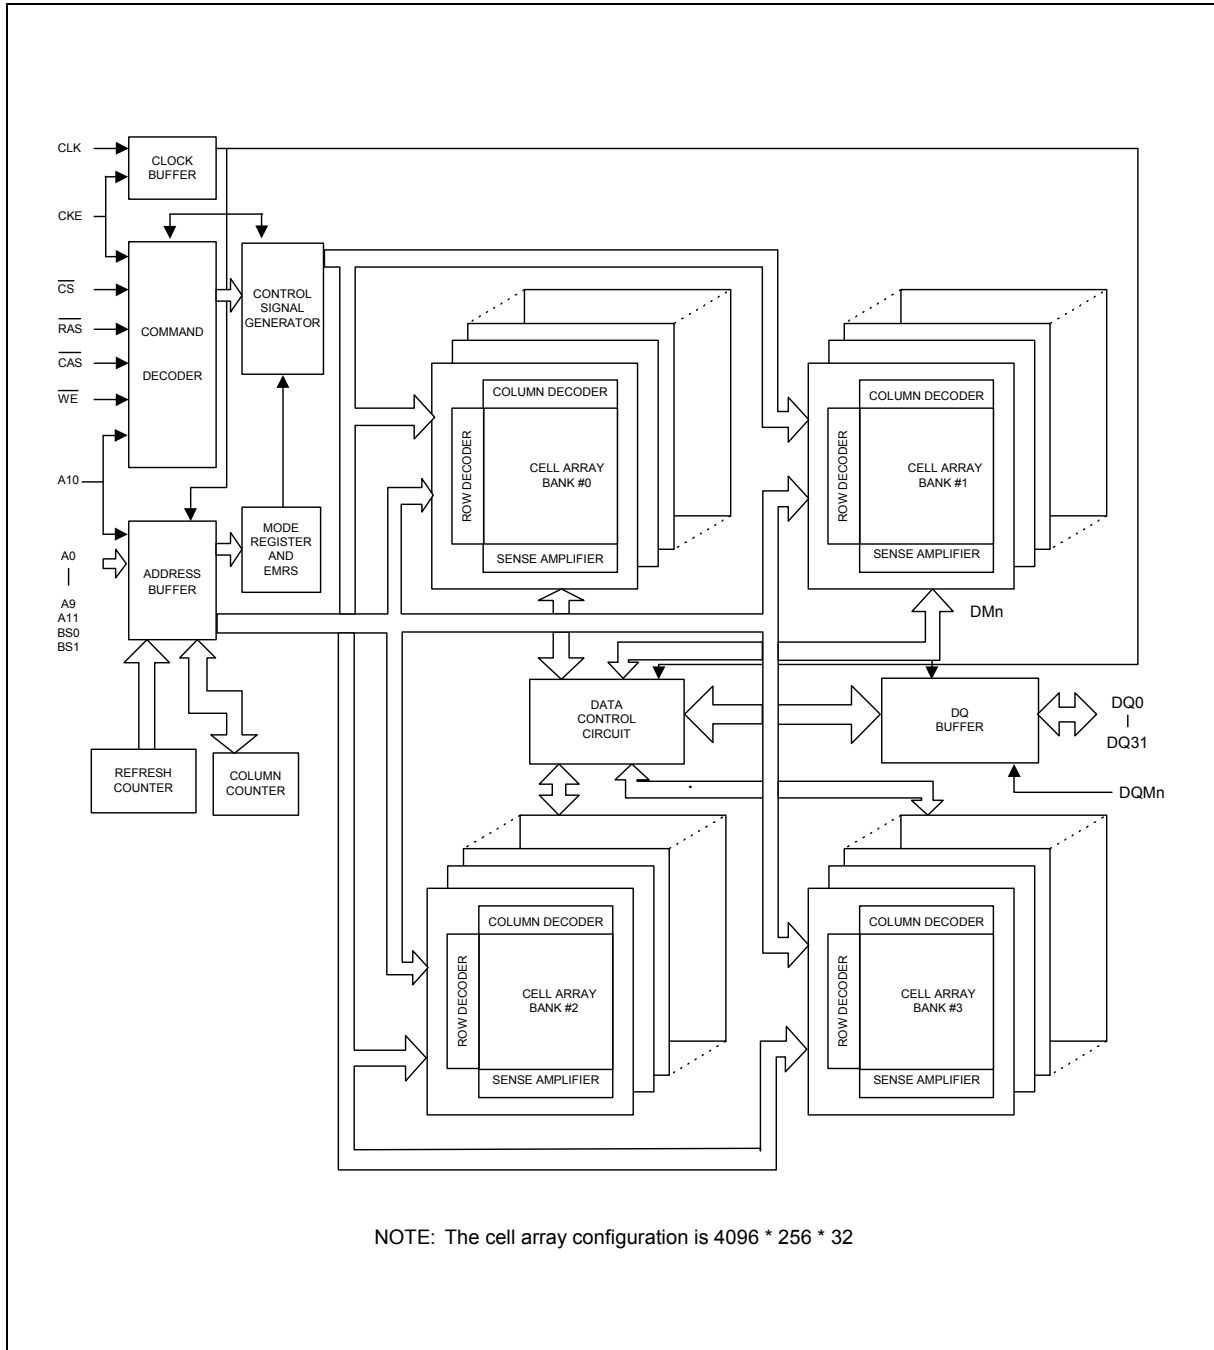 CLK
CLOCK
BUFFER
CKE
CS
RAS
CAS
WE
COMMAND
DECODER
CONTROL
SIGNAL
GENERATOR
A10
A0
A9
A11
BS0
BS1
ADDRESS
BUFFER
MODE
REGISTER
AND
EMRS
REFRESH
COUNTER
COLUMN
COUNTER
COLUMN DECODER
ROW DECODER
CELL ARRAY
BANK #0
SENSE AMPLIFIER
COLUMN DECODER
ROW DECODER
CELL ARRAY
BANK #1
SENSE AMPLIFIER
DMn
DATA
CONTROL
CIRCUIT
DQ
BUFFER
DQ0
DQ31
DQMn
COLUMN DECODER
ROW DECODER
CELL ARRAY
BANK #2
SENSE AMPLIFIER
COLUMN DECODER
ROW DECODER
CELL ARRAY
BANK #3
SENSE AMPLIFIER
NOTE: The cell array configuration is 4096 * 256 * 32